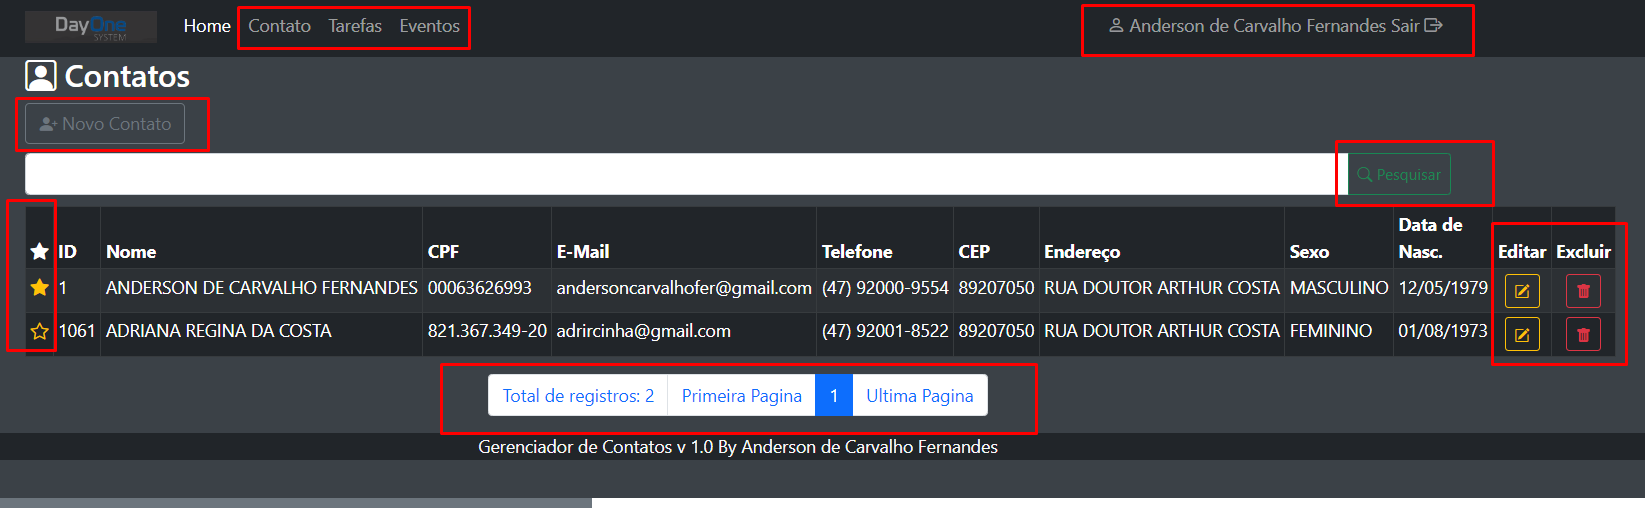 DayOne
SYSTEM
Home Contato Tarefas Eventos
Anderson de Carvalho Fernandes Sair
Contatos
Novo Contato
Pesquisar
ID Nome CPF E-Mail Telefone CEP Endereço Sexo Data de Nasc. Editar Excluir
1 ANDERSON DE CARVALHO FERNANDES 00063626993 andersoncarvalhofer@gmail.com (47) 92000-9554 89207050 RUA DOUTOR ARTHUR COSTA MASCULINO 12/05/1979
1061 ADRIANA REGINA DA COSTA 821.367.349-20 adrircinha@gmail.com (47) 92001-8522 89207050 RUA DOUTOR ARTHUR COSTA FEMININO 01/08/1973
Total de registros: 2 Primeira Pagina 1 Ultima Pagina
Gerenciador de Contatos v 1.0 By Anderson de Carvalho Fernandes